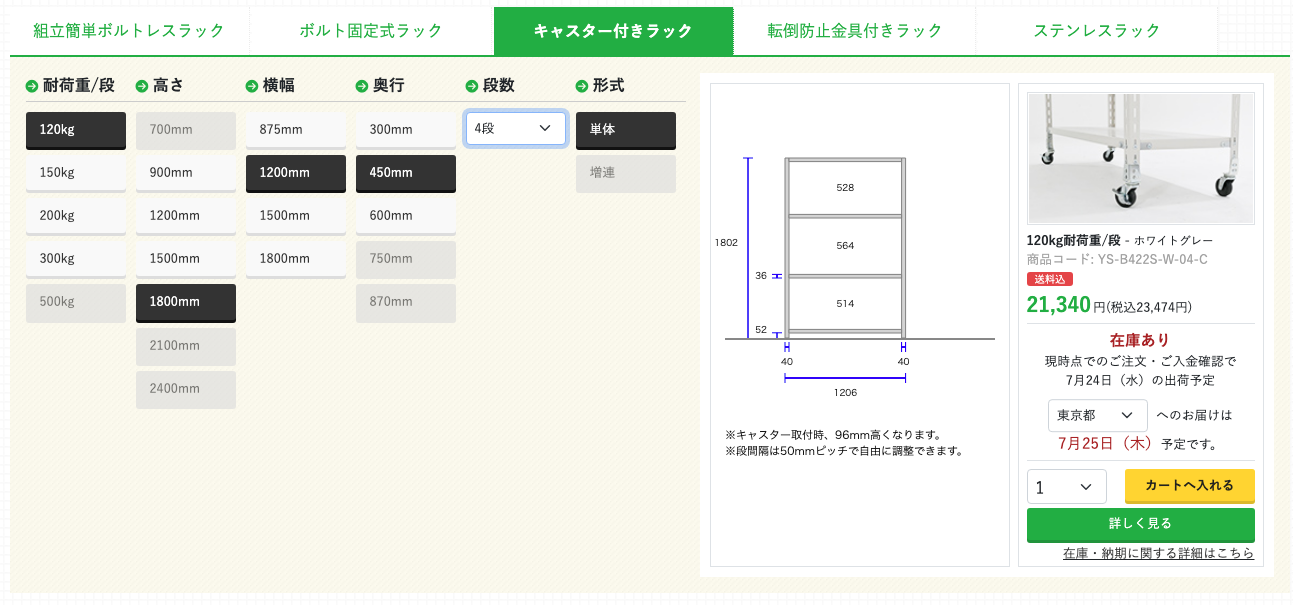 組立簡単ボルトレスラック
ボルト固定式ラック
キャスター付きラック
転倒防止金具付きラック
ステンレスラック
耐荷重/段
高さ
横幅
奥行
段数
形式
120kg
700mm
875mm
300mm
4段
単体
150kg
900mm
1200mm
450mm
増連
200kg
1200mm
1500mm
600mm
300kg
1500mm
1800mm
750mm
500kg
1800mm
870mm
2100mm
2400mm
528
1802
564
36
514
52
40
40
1206
※キャスター取付時、96mm高くなります。
※段間隔は50mmピッチで自由に調整できます。
120kg耐荷重/段 - ホワイトグレー
商品コード: YS-B422S-W-04-C
送料込
21,340円(税込23,474円)
在庫あり
現時点でのご注文・ご入金確認で
7月24日（水）の出荷予定
東京都 へのお届けは
7月25日（木）予定です。
1
カートへ入れる
詳しく見る
在庫・納期に関する詳細はこちら